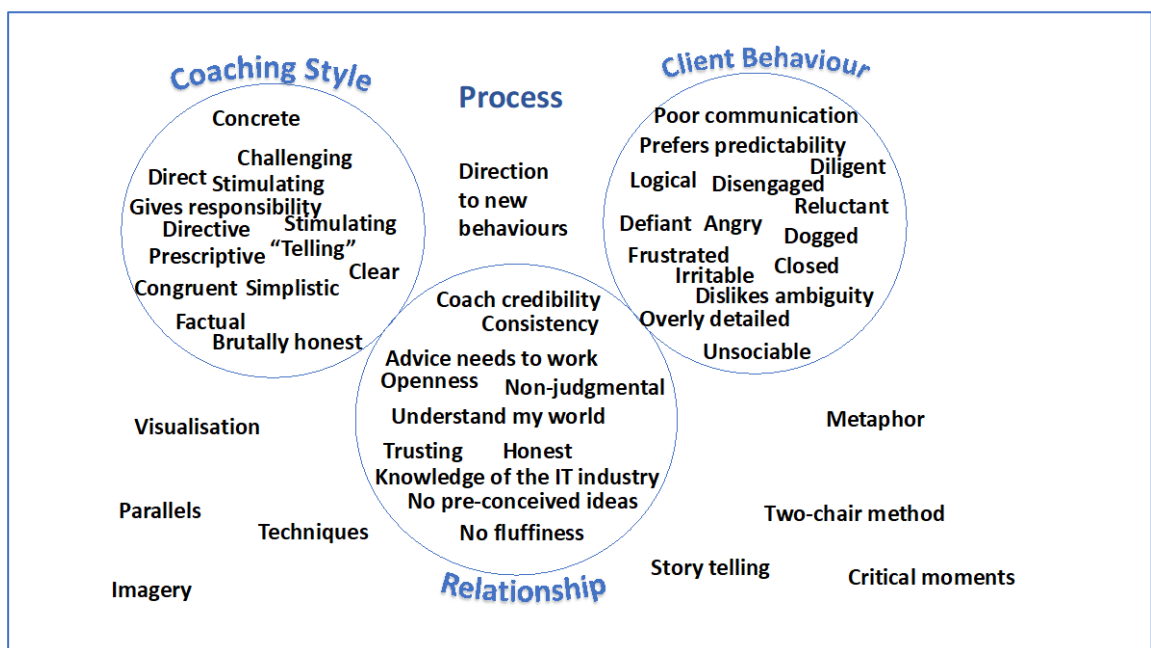 Coaching Style
Concrete
Challenging
Direct
Stimulating
Gives responsibility
Directive
Stimulating
Prescriptive
“Telling”
Clear
Congruent
Simplistic
Factual
Brutally honest
Process
Direction
to new
behaviours
Client Behaviour
Poor communication
Prefers predictability
Diligent
Logical
Disengaged
Reluctant
Defiant
Angry
Dogged
Frustrated
Irritable
Closed
Dislikes ambiguity
Overly detailed
Unsociable
Coach credibility
Consistency
Advice needs to work
Openness
Non-judgmental
Understand my world
Trusting
Honest
Knowledge of the IT industry
No pre-conceived ideas
No fluffiness
Relationship
Visualisation
Parallels
Techniques
Imagery
Metaphor
Two-chair method
Story telling
Critical moments